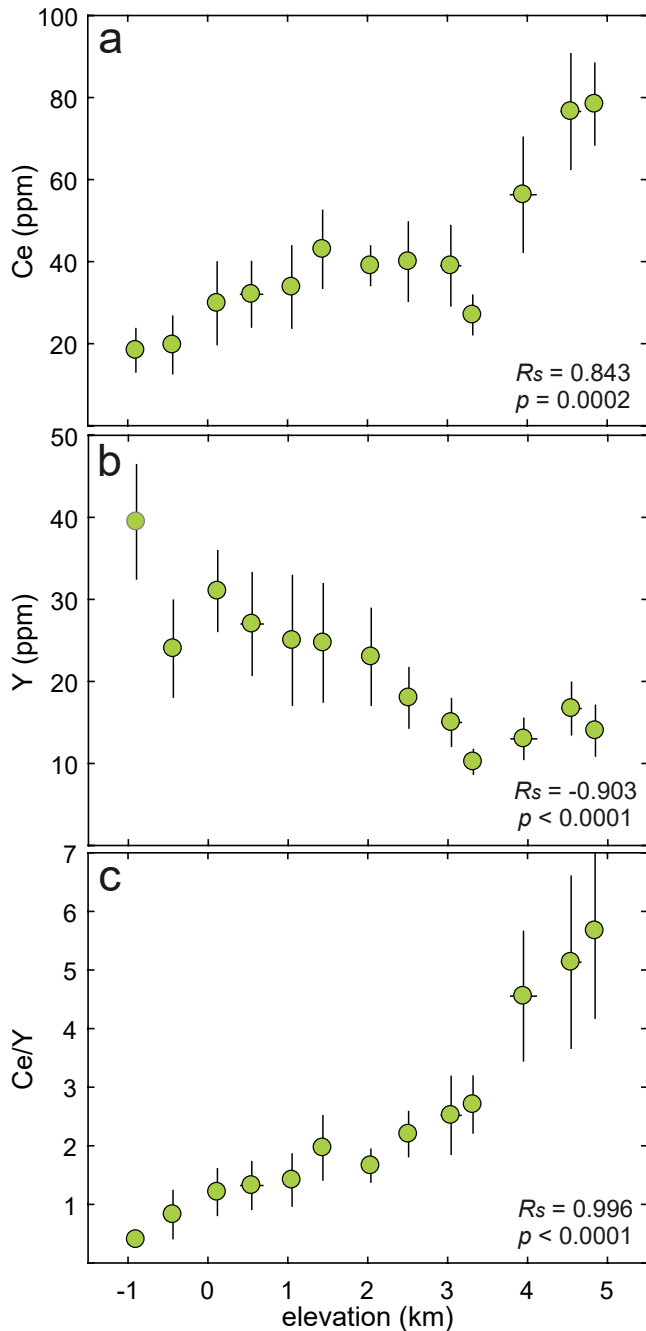 a
100
80
60
40
20
Ce (ppm)
Rs = 0.843
p = 0.0002
b
50
40
30
20
10
Y (ppm)
Rs = -0.903
p < 0.0001
c
7
6
5
4
3
2
1
Ce/Y
Rs = 0.996
p < 0.0001
-1 0 1 2 3 4 5
elevation (km)